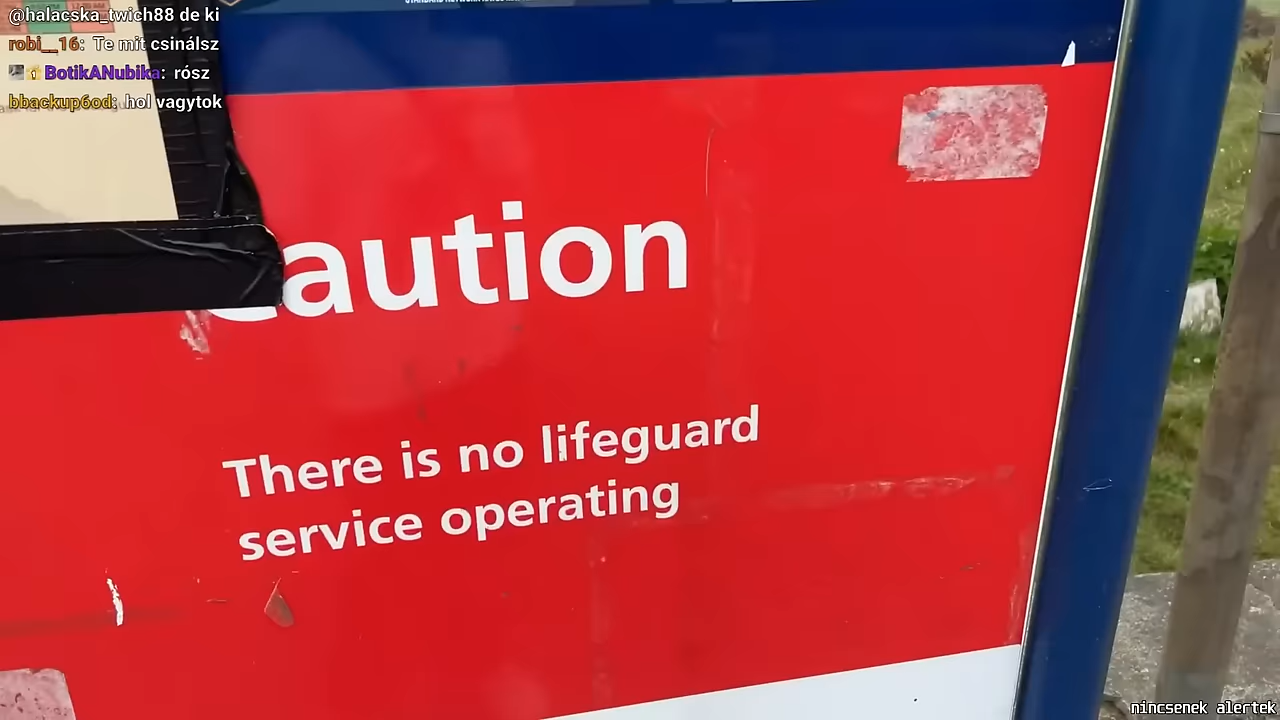 @halacska_twich88 de ki
robi__16: Te mit csinálsz
BotikANubika: rósz
bbackup6od: hol vagytok
Caution
There is no lifeguard
service operating
nincsenek alertek